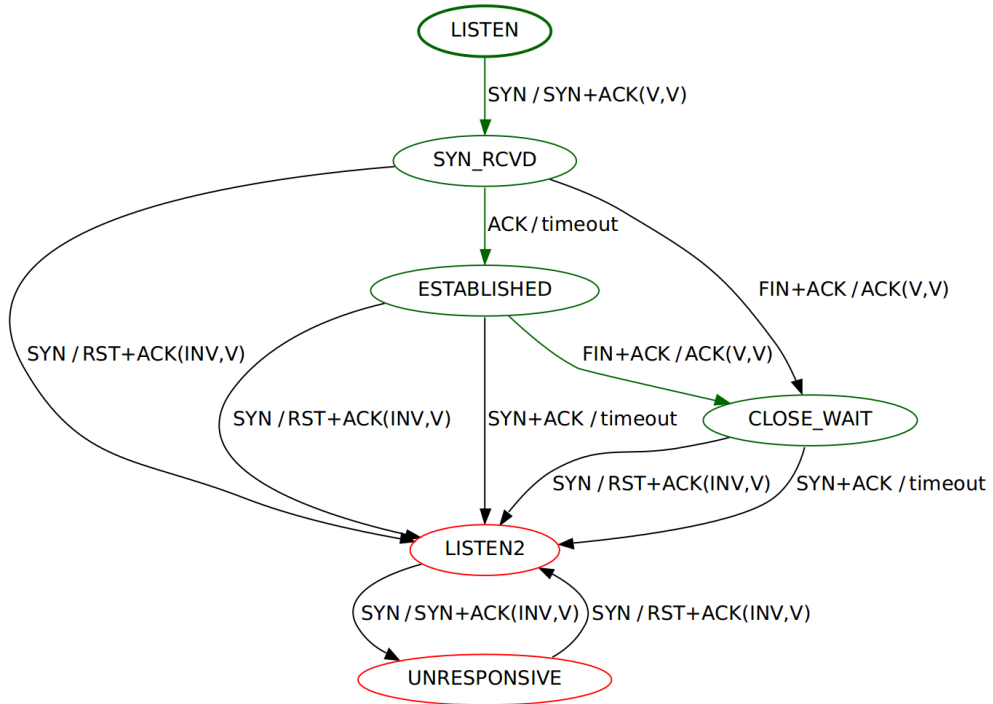 LISTEN
SYN / SYN+ACK(V,V)
SYN_RCVD
ACK / timeout
ESTABLISHED
FIN+ACK / ACK(V,V)
SYN / RST+ACK(INV,V)
FIN+ACK / ACK(V,V)
SYN / RST+ACK(INV,V)
SYN+ACK / timeout
CLOSE_WAIT
SYN / RST+ACK(INV,V)
SYN+ACK / timeout
LISTEN2
SYN / SYN+ACK(INV,V)
SYN / RST+ACK(INV,V)
UNRESPONSIVE